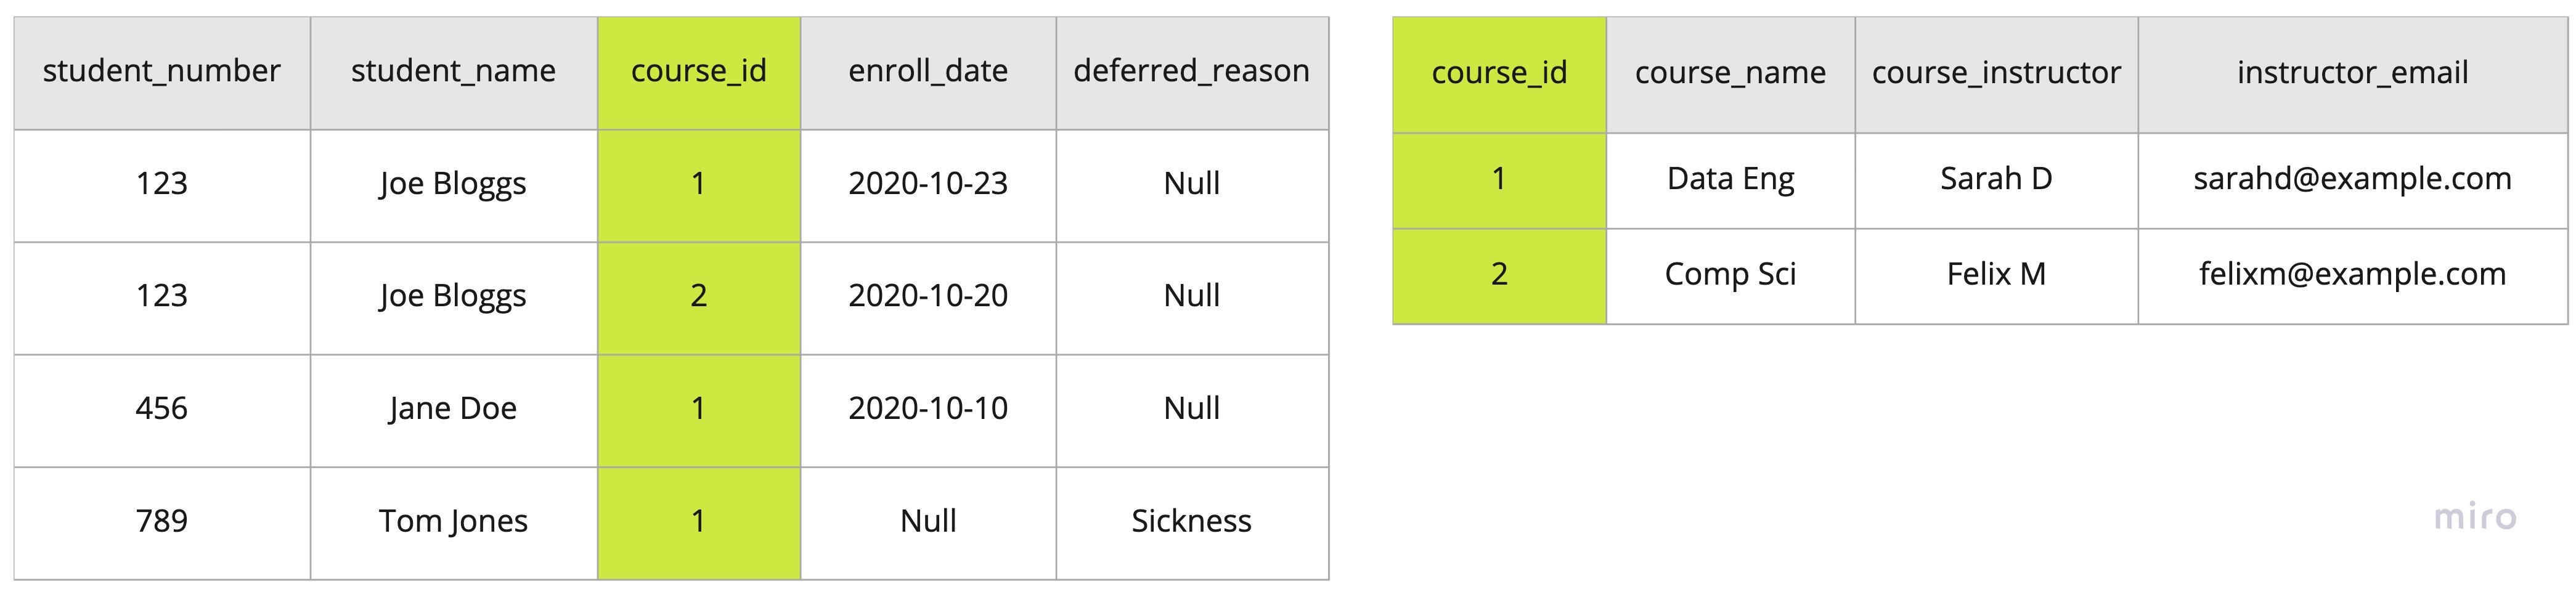 student_number student_name course_id enroll_date deferred_reason
123 Joe Bloggs 1 2020-10-23 Null
123 Joe Bloggs 2 2020-10-20 Null
456 Jane Doe 1 2020-10-10 Null
789 Tom Jones 1 Null Sickness
course_id course_name course_instructor instructor_email
1 Data Eng Sarah D sarahd@example.com
2 Comp Sci Felix M felixm@example.com
miro